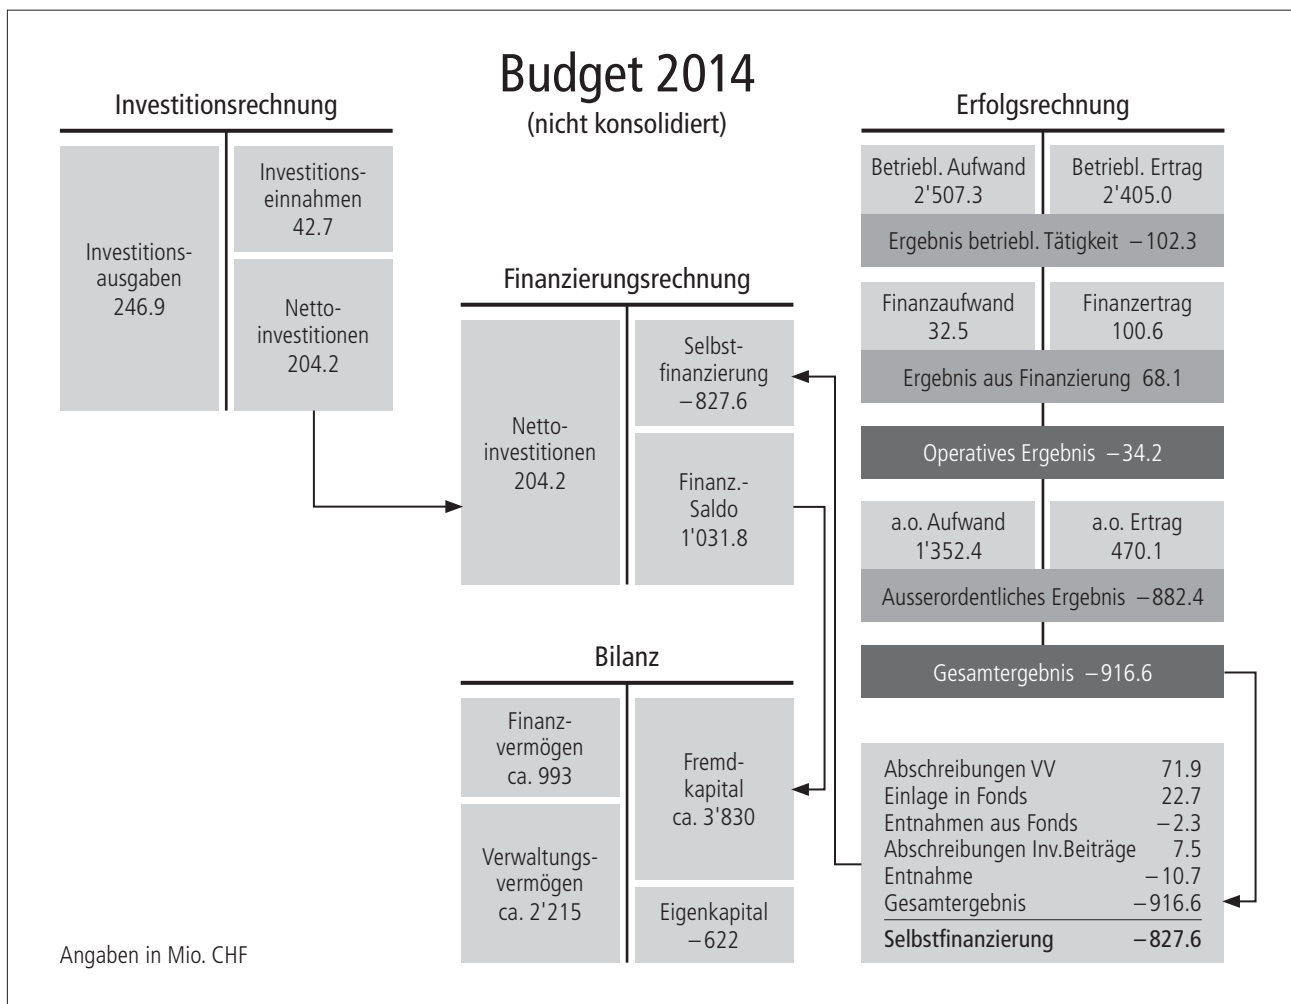 Budget 2014
(nicht konsolidiert)
Investitionsrechnung
Investitions-
ausgaben
246.9
Investitions-
einnahmen
42.7
Netto-
investitionen
204.2
Finanzierungsrechnung
Netto-
investitionen
204.2
Selbst-
finanzierung
–827.6
Finanz.-
Saldo
1'031.8
Bilanz
Finanz-
vermögen
ca. 993
Verwaltungs-
vermögen
ca. 2'215
Fremd-
kapital
ca. 3'830
Eigenkapital
–622
Erfolgsrechnung
Betriebl. Aufwand
2'507.3
Betriebl. Ertrag
2'405.0
Ergebnis betriebl. Tätigkeit –102.3
Finanzaufwand
32.5
Finanzertrag
100.6
Ergebnis aus Finanzierung 68.1
Operatives Ergebnis –34.2
a.o. Aufwand
1'352.4
a.o. Ertrag
470.1
Ausserordentliches Ergebnis –882.4
Gesamtergebnis –916.6
Abschreibungen VV 71.9
Einlage in Fonds 22.7
Entnahmen aus Fonds –2.3
Abschreibungen Inv.Beiträge 7.5
Entnahme –10.7
Gesamtergebnis –916.6
Selbstfinanzierung –827.6
Angaben in Mio. CHF